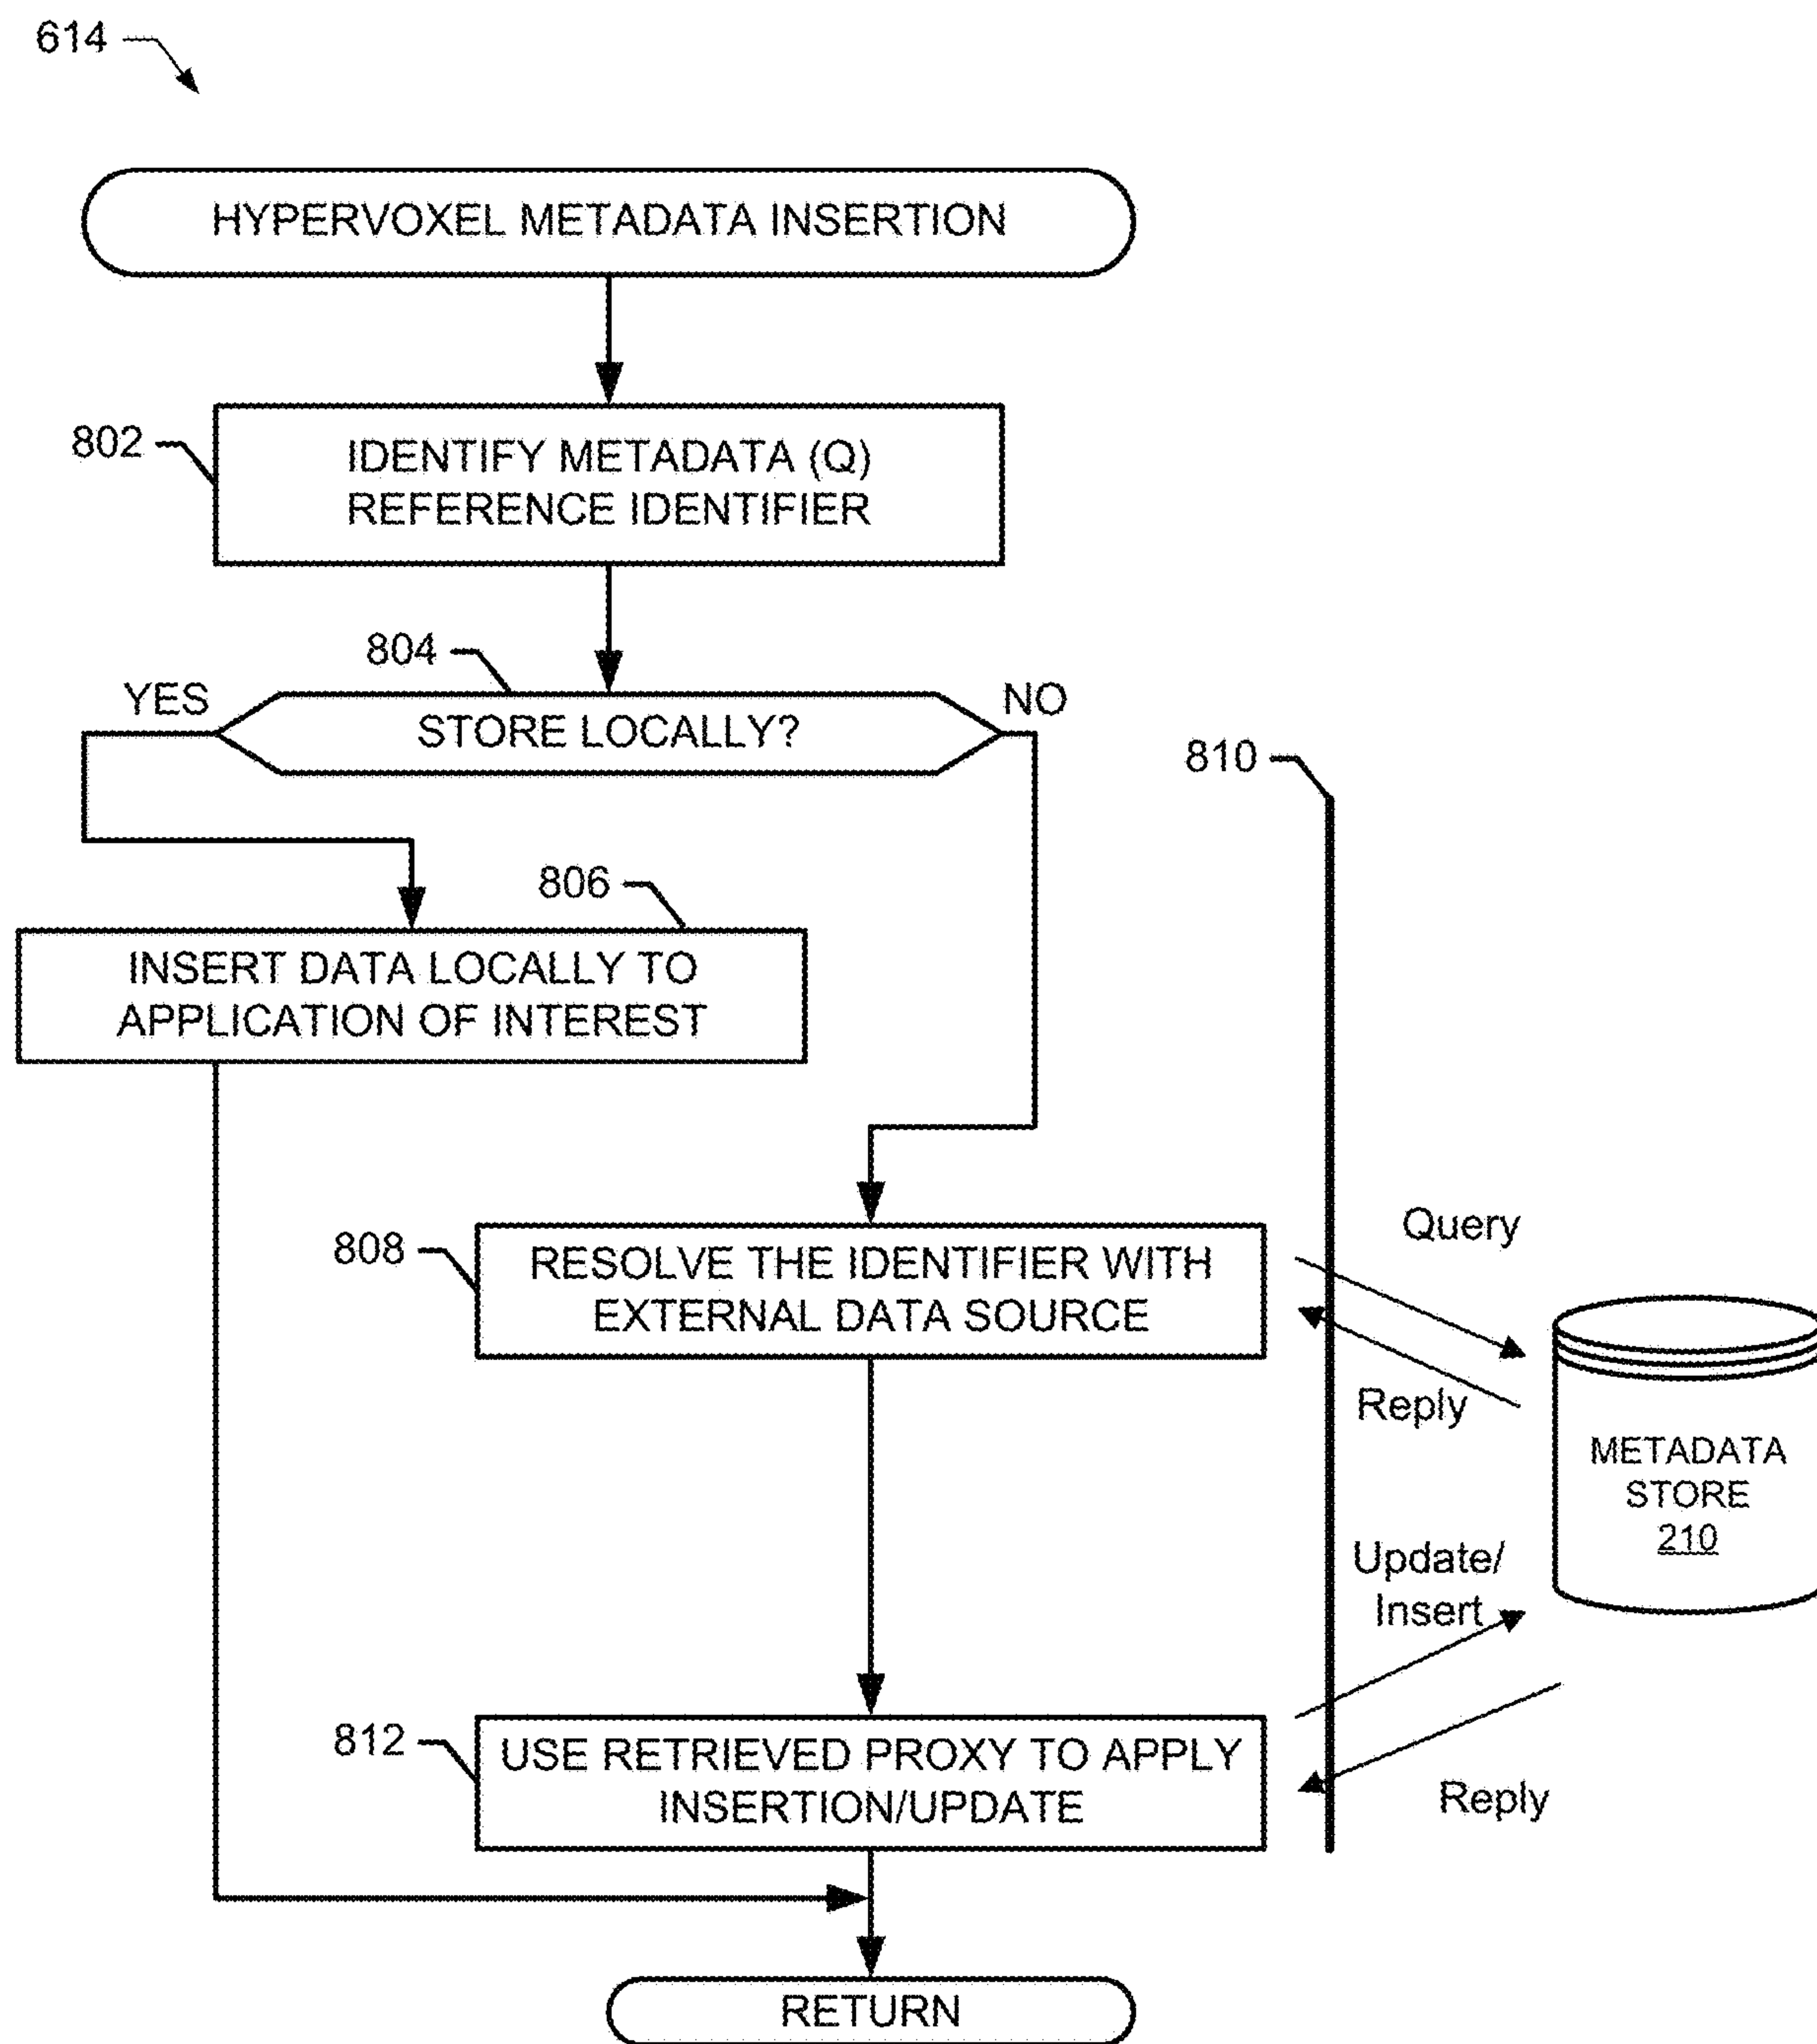 614
HYPERVOXEL METADATA INSERTION
802
IDENTIFY METADATA (Q)
REFERENCE IDENTIFIER
804
YES
NO
STORE LOCALLY?
810
806
INSERT DATA LOCALLY TO
APPLICATION OF INTEREST
808
RESOLVE THE IDENTIFIER WITH
EXTERNAL DATA SOURCE
Query
Reply
METADATA
STORE
210
Update/
Insert
812
USE RETRIEVED PROXY TO APPLY
INSERTION/UPDATE
Reply
RETURN